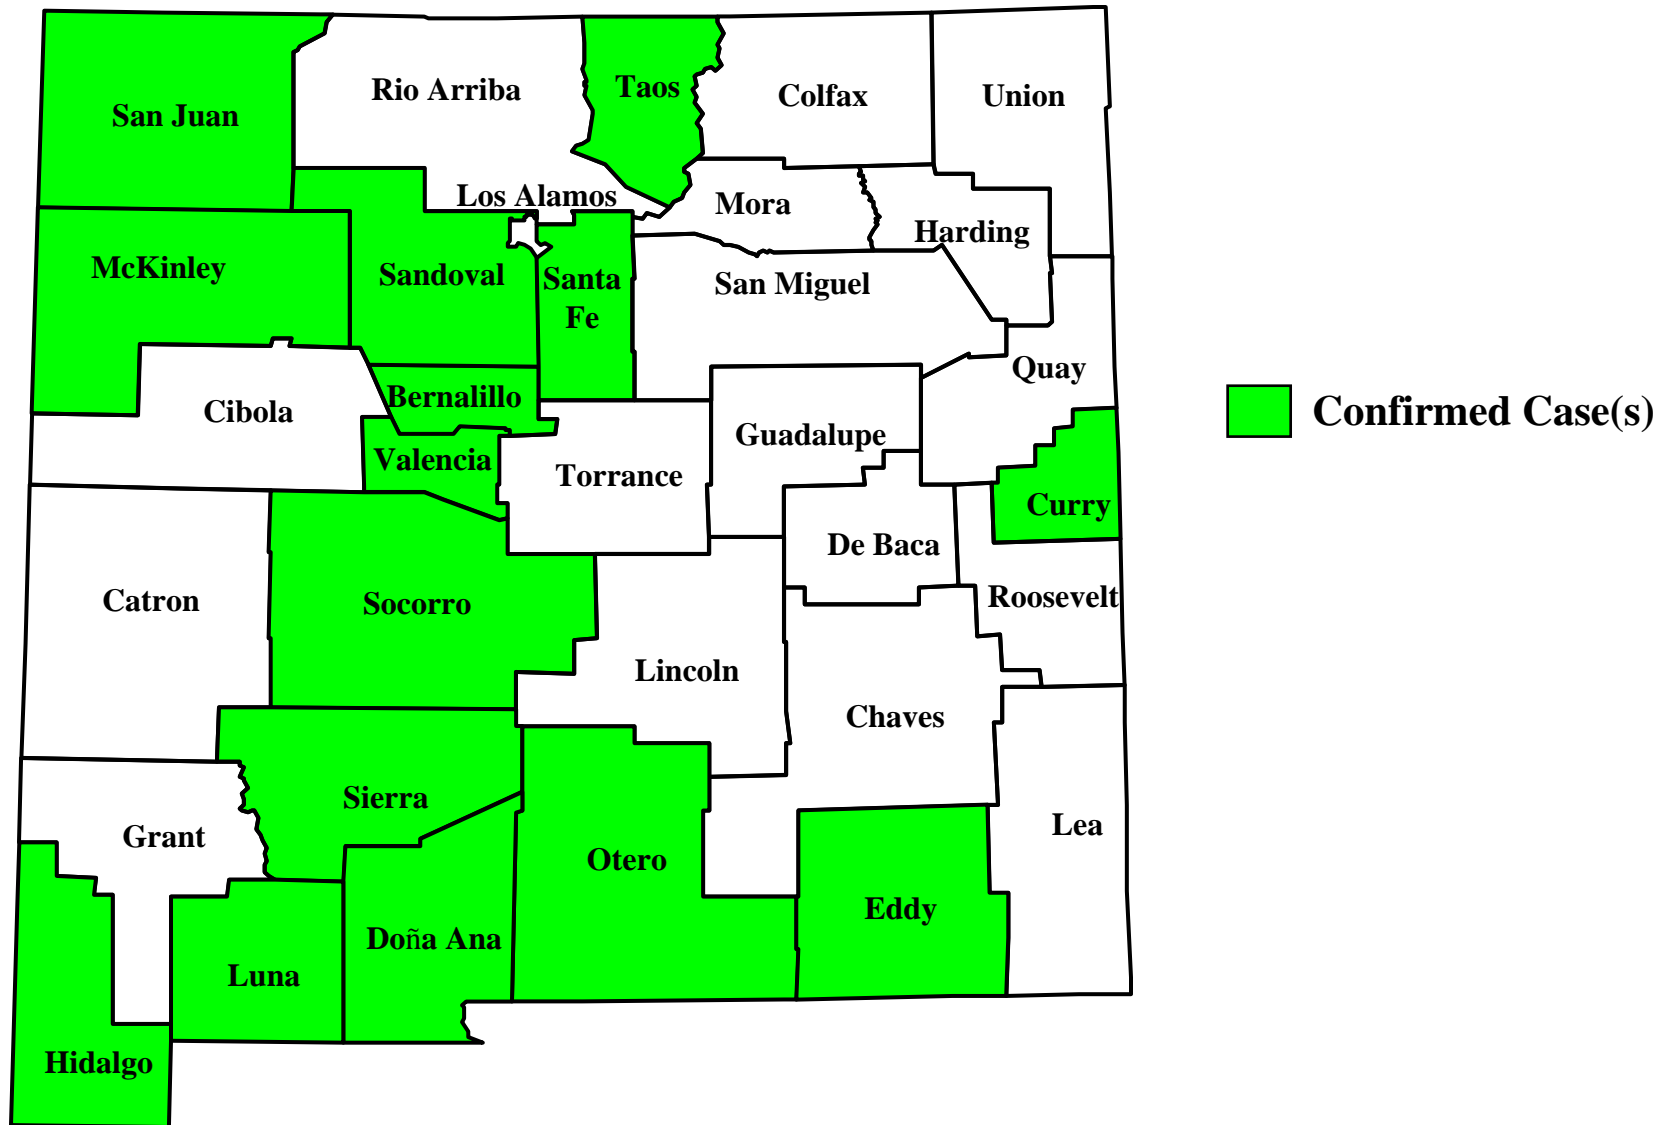 Rio Arriba
Taos
Colfax
Union
San Juan
Los Alamos
Mora
Harding
McKinley
Sandoval
Santa
Fe
San Miguel
Quay
Bernalillo
Cibola
Guadalupe
Confirmed Case(s)
Valencia
Torrance
Curry
De Baca
Catron
Socorro
Roosevelt
Lincoln
Chaves
Sierra
Grant
Lea
Otero
Eddy
Doña Ana
Luna
Hidalgo